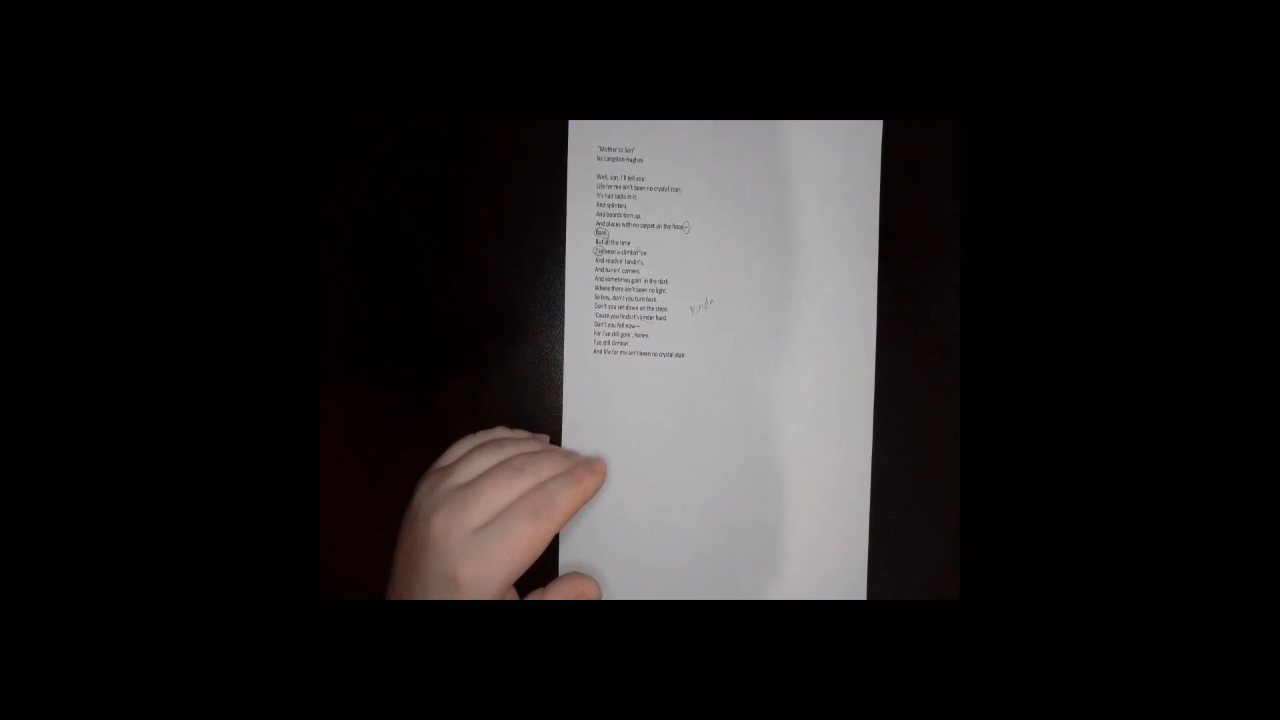 "Mother to Son"
by Langston Hughes
Well, son, I'll tell you:
Life for me ain't been no crystal stair.
It's had tacks in it,
And splinters,
And boards torn up,
And places with no carpet on the floor—
Bare.
But all the time
I'se been a-climbin' on,
And reachin' landin's,
And turnin' corners,
And sometimes goin' in the dark
Where there ain't been no light.
So boy, don't you turn back.
Don't you set down on the steps
'Cause you finds it's kinder hard.
Don't you fall now—
For I'se still goin', honey,
I'se still climbin',
And life for me ain't been no crystal stair.
kinda